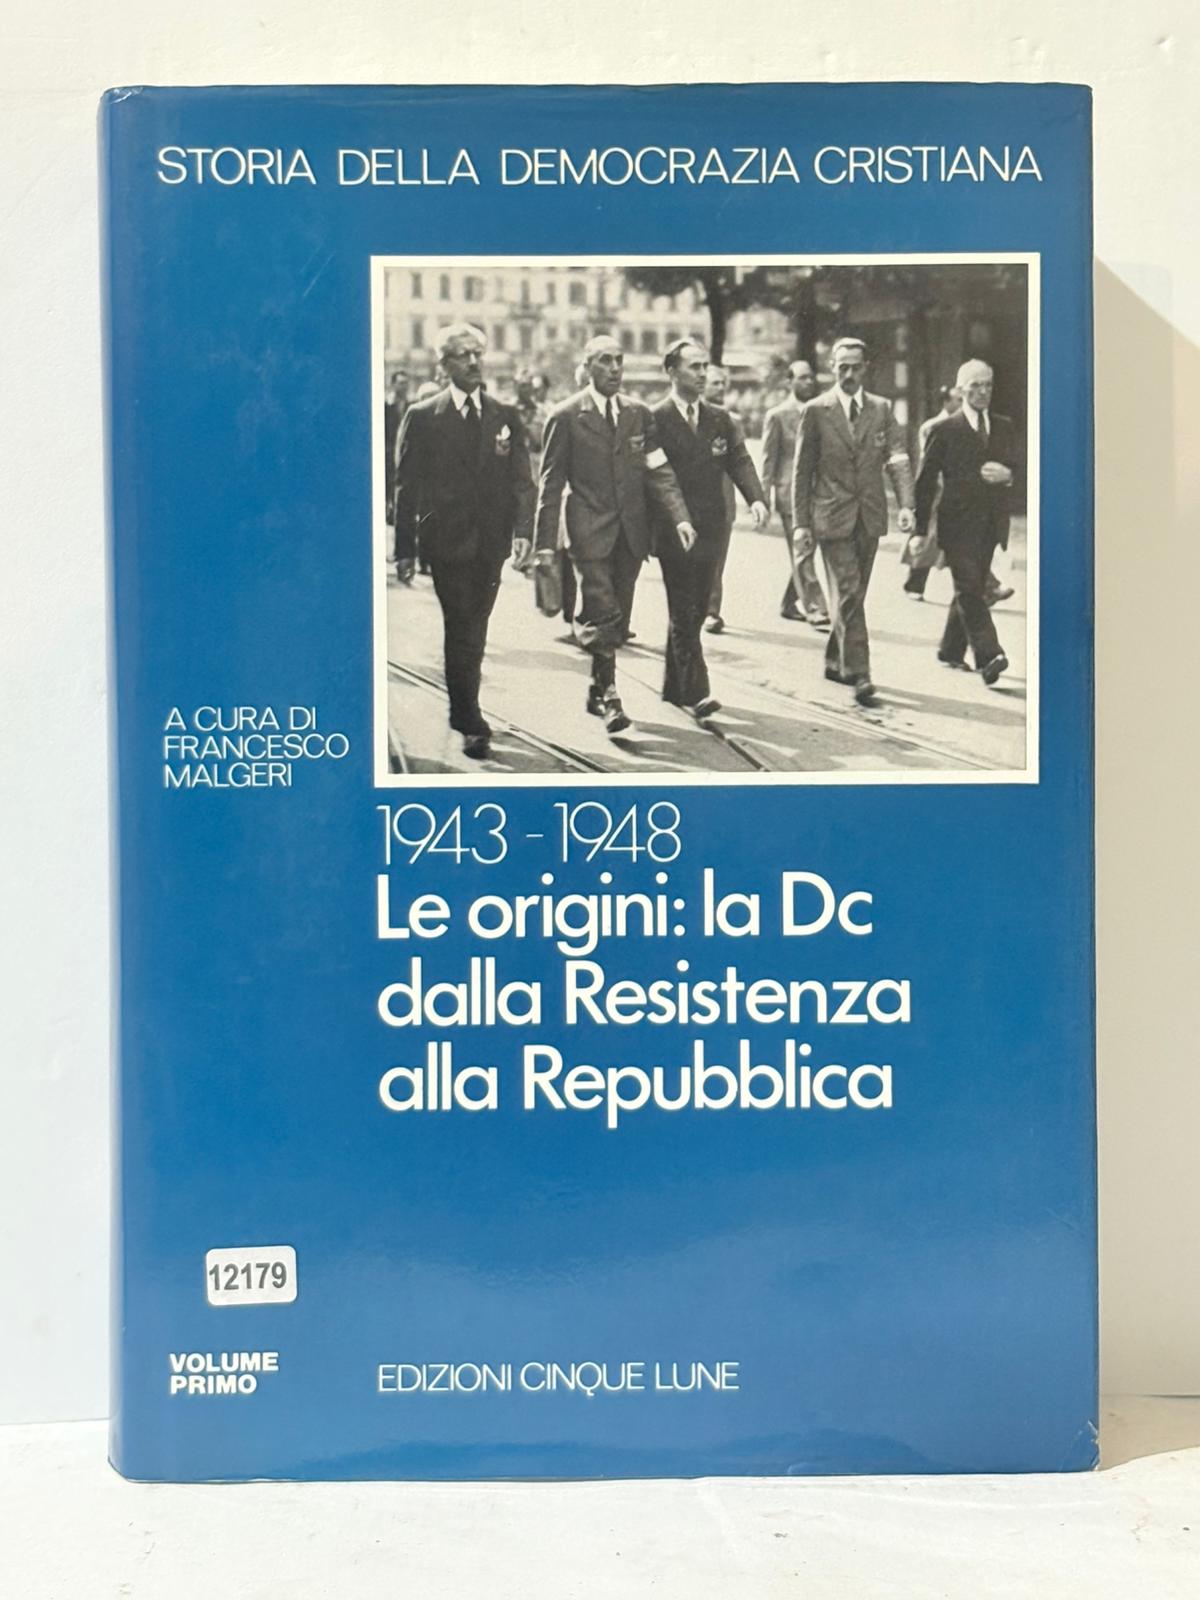 STORIA DELLA DEMOCRAZIA CRISTIANA
A CURA DI
FRANCESCO
MALGERI
1943-1948
Le origini: la Dc
dalla Resistenza
alla Repubblica
12179
VOLUME
PRIMO
EDIZIONI CINQUE LUNE